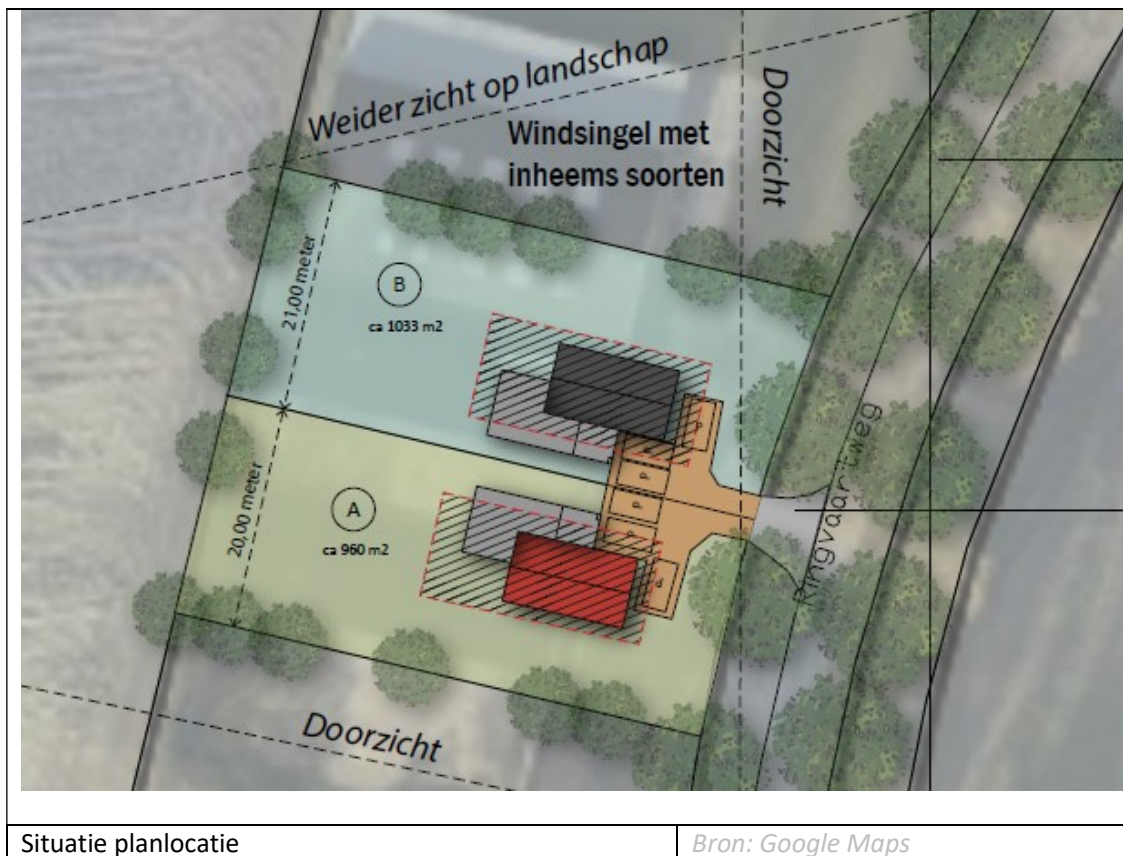 Weider zicht op landschap
Doorzicht
Windsingel met
inheems soorten
21,00 meter
B
ca 1033 m2
P
P
P
P
P
P
Ringvaartweg
A
ca 960 m2
20,00 meter
Doorzicht
Situatie planlocatie
Bron: Google Maps